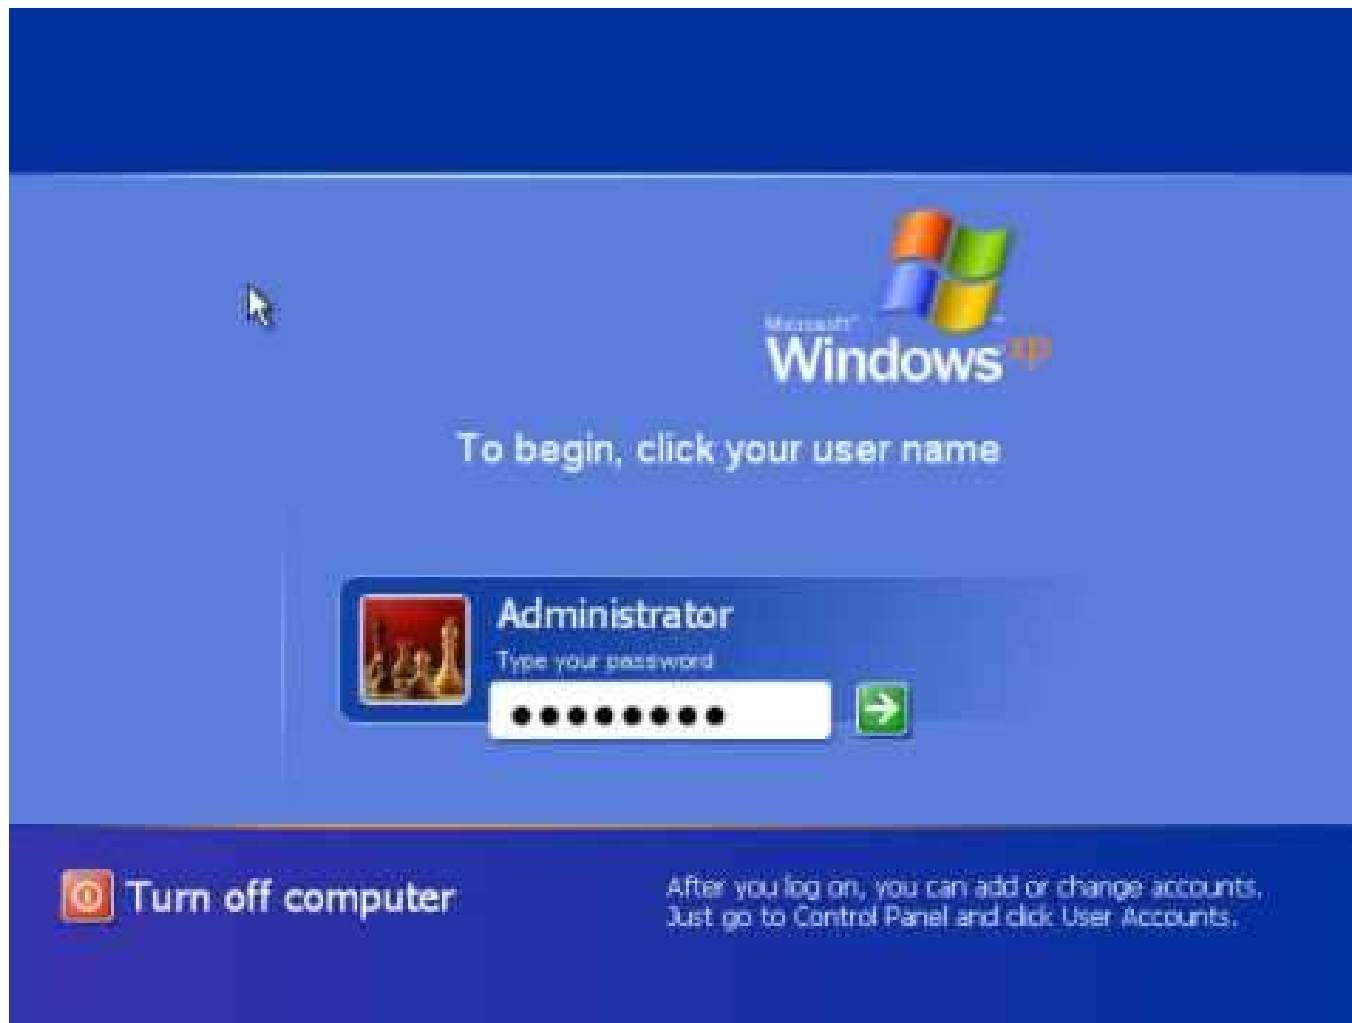 Microsoft
Windows xp
To begin, click your user name
Administrator
Type your password
Turn off computer
After you log on, you can add or change accounts.
Just go to Control Panel and click User Accounts.